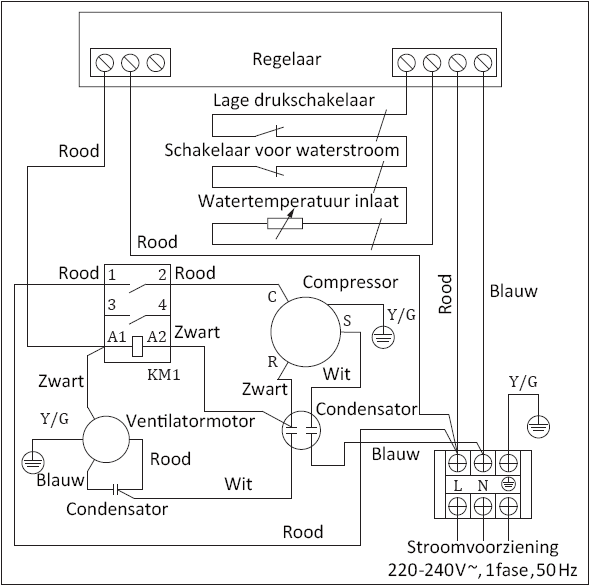 Regelaar
Lage drukschakelaar
Rood
Schakelaar voor waterstroom
Watertemperatuur inlaat
Rood
Rood 1 2 Rood
Compressor
Rood
Blauw
C
3 4
S
Y/G
A1 A2 Zwart
R
KM1
Wit
Zwart
Zwart
Y/G
Condensator
Y/G
Ventilatormotor
Rood
Blauw
Blauw
Wit
L N
Condensator
Rood
Stroomvoorziening
220-240V~, 1fase, 50Hz